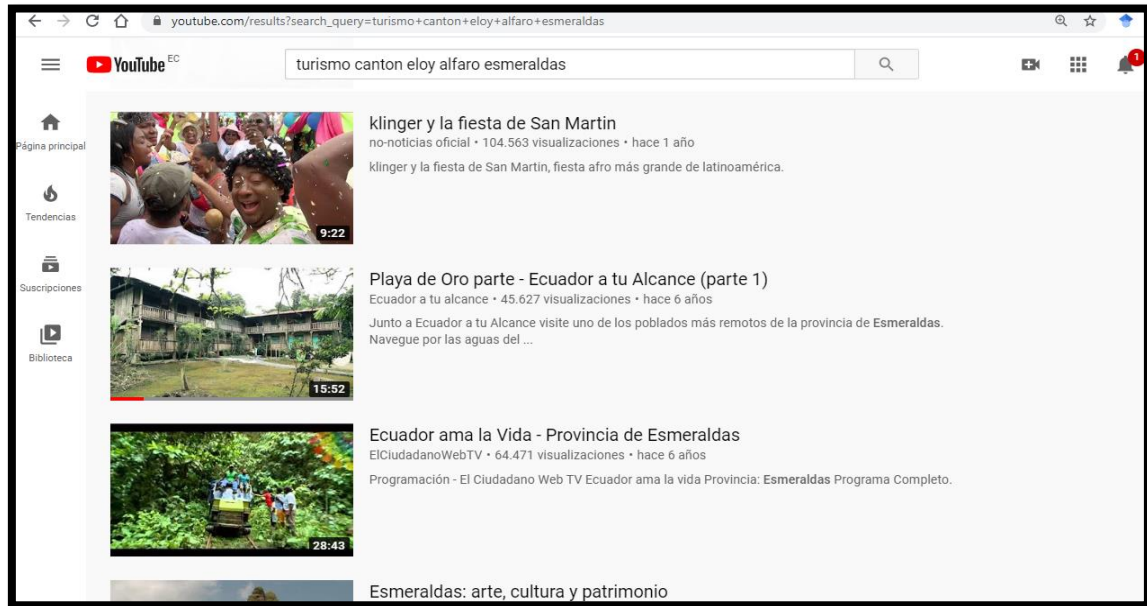 youtube.com/results?search_query=turismo+canton+eloy+alfaro+esmeraldas
YouTube EC
turismo canton eloy alfaro esmeraldas
1
Página principal
Tendencias
Suscripciones
Biblioteca
klinger y la fiesta de San Martin
no-noticias oficial • 104.563 visualizaciones • hace 1 año
klinger y la fiesta de San Martin, fiesta afro más grande de latinoamérica.
9:22
Playa de Oro parte - Ecuador a tu Alcance (parte 1)
Ecuador a tu alcance • 45.627 visualizaciones • hace 6 años
Junto a Ecuador a tu Alcance visite uno de los poblados más remotos de la provincia de Esmeraldas.
Navegue por las aguas del ...
15:52
Ecuador ama la Vida - Provincia de Esmeraldas
ElCiudadanoWebTV • 64.471 visualizaciones • hace 6 años
Programación - El Ciudadano Web TV Ecuador ama la vida Provincia: Esmeraldas Programa Completo.
28:43
Esmeraldas: arte, cultura y patrimonio